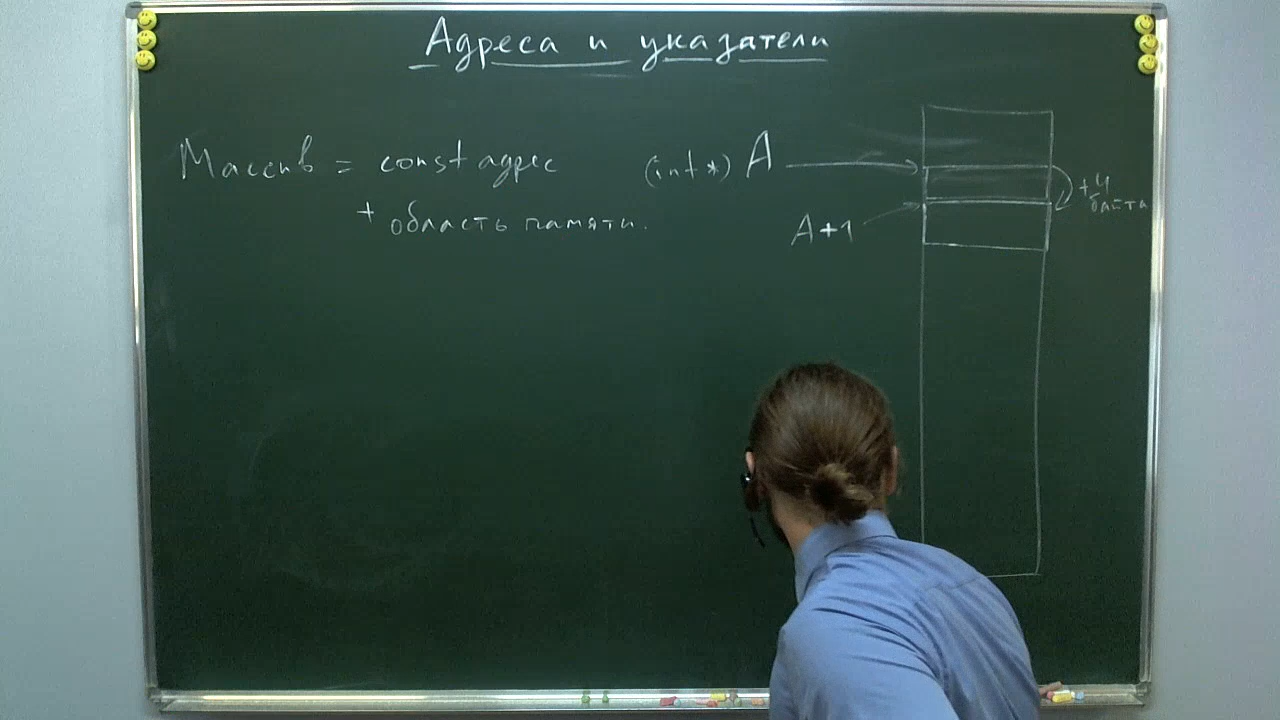 Адреса и указатели
Массив = const адрес
+ область памяти.
(int *) A
A+1
+4
байта